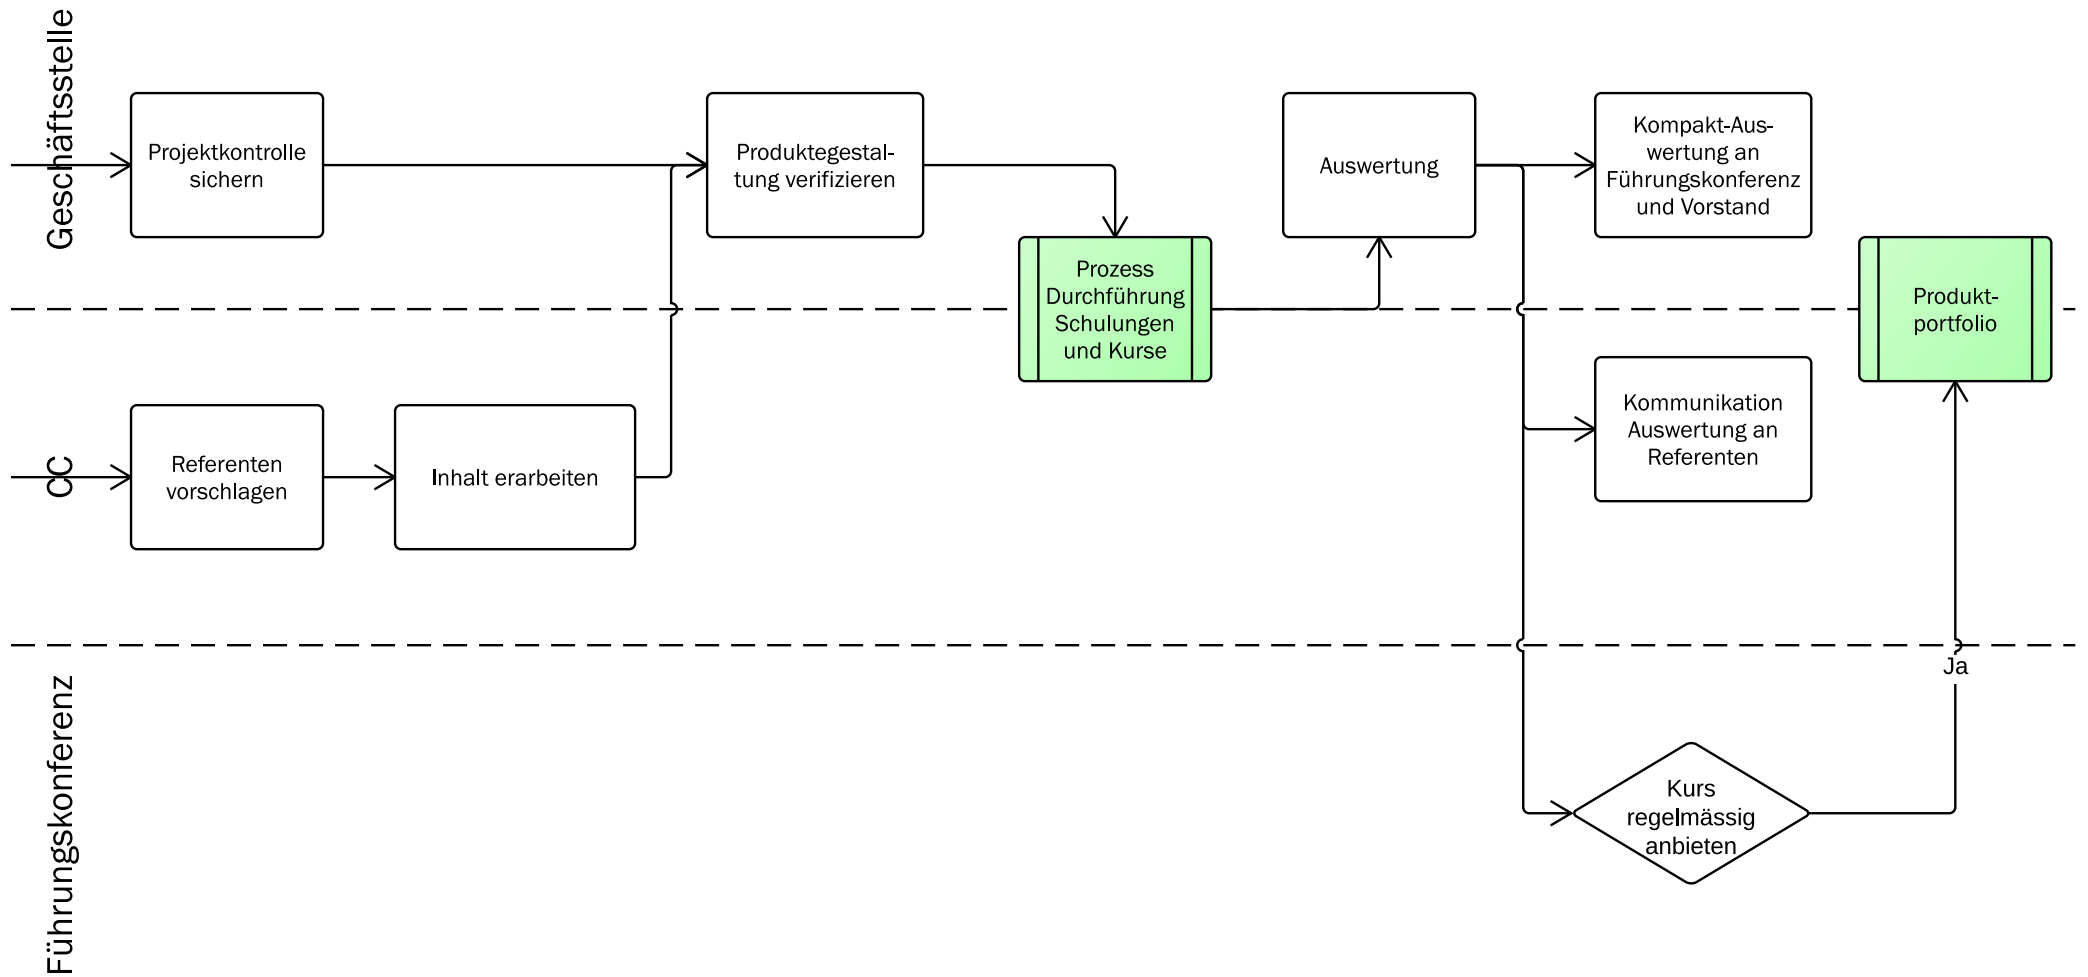 Geschäftsstelle
Projektkontrolle
sichern
Produktegestal-
tung verifizieren
Prozess
Durchführung
Schulungen
und Kurse
Auswertung
Kompakt-Aus-
wertung an
Führungskonferenz
und Vorstand
Produkt-
portfolio
CC
Referenten
vorschlagen
Inhalt erarbeiten
Kommunikation
Auswertung an
Referenten
Führungskonferenz
Ja
Kurs
regelmässig
anbieten